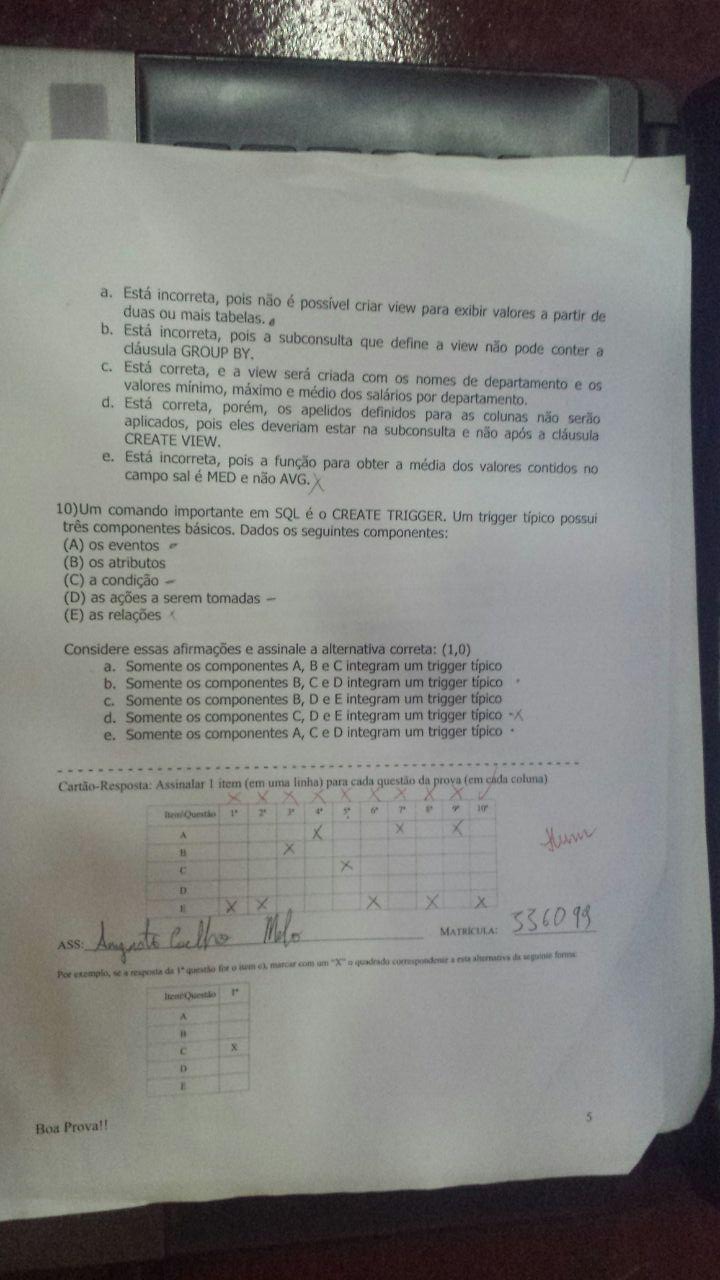 a. Está incorreta, pois não é possível criar view para exibir valores a partir de
duas ou mais tabelas.
b. Está incorreta, pois a subconsulta que define a view não pode conter a
cláusula GROUP BY.
c. Está correta, e a view será criada com os nomes de departamento e os
valores mínimo, máximo e médio dos salários por departamento.
d. Está correta, porém, os apelidos definidos para as colunas não serão
aplicados, pois eles deveriam estar na subconsulta e não após a cláusula
CREATE VIEW.
e. Está incorreta, pois a função para obter a média dos valores contidos no
campo sal é MED e não AVG. X
10)Um comando importante em SQL é o CREATE TRIGGER. Um trigger típico possui
três componentes básicos. Dados os seguintes componentes:
(A) os eventos
(B) os atributos
(C) a condição –
(D) as ações a serem tomadas –
(E) as relações
Considere essas afirmações e assinale a alternativa correta: (1,0)
a. Somente os componentes A, B e C integram um trigger típico
b. Somente os componentes B, C e D integram um trigger típico
c. Somente os componentes B, D e E integram um trigger típico
d. Somente os componentes C, D e E integram um trigger típico -X
e. Somente os componentes A, C e D integram um trigger típico
Cartão-Resposta: Assinalar 1 item (em uma linha) para cada questão da prova (em cada coluna)
X X X X X X X X X ✓
Item\Questão 1ª 2ª 3ª 4ª 5ª 6ª 7ª 8ª 9ª 10ª
A X X X
B X
C X
D
E X X X X X
ASS: Augusto Coelho Melo MATRÍCULA: 336099
Por exemplo, se a resposta da 1ª questão for o item c), marcar com um "X" o quadrado correspondente a esta alternativa da seguinte forma:
Item\Questão 1ª
A
B
C X
D
E
Boa Prova!!
5